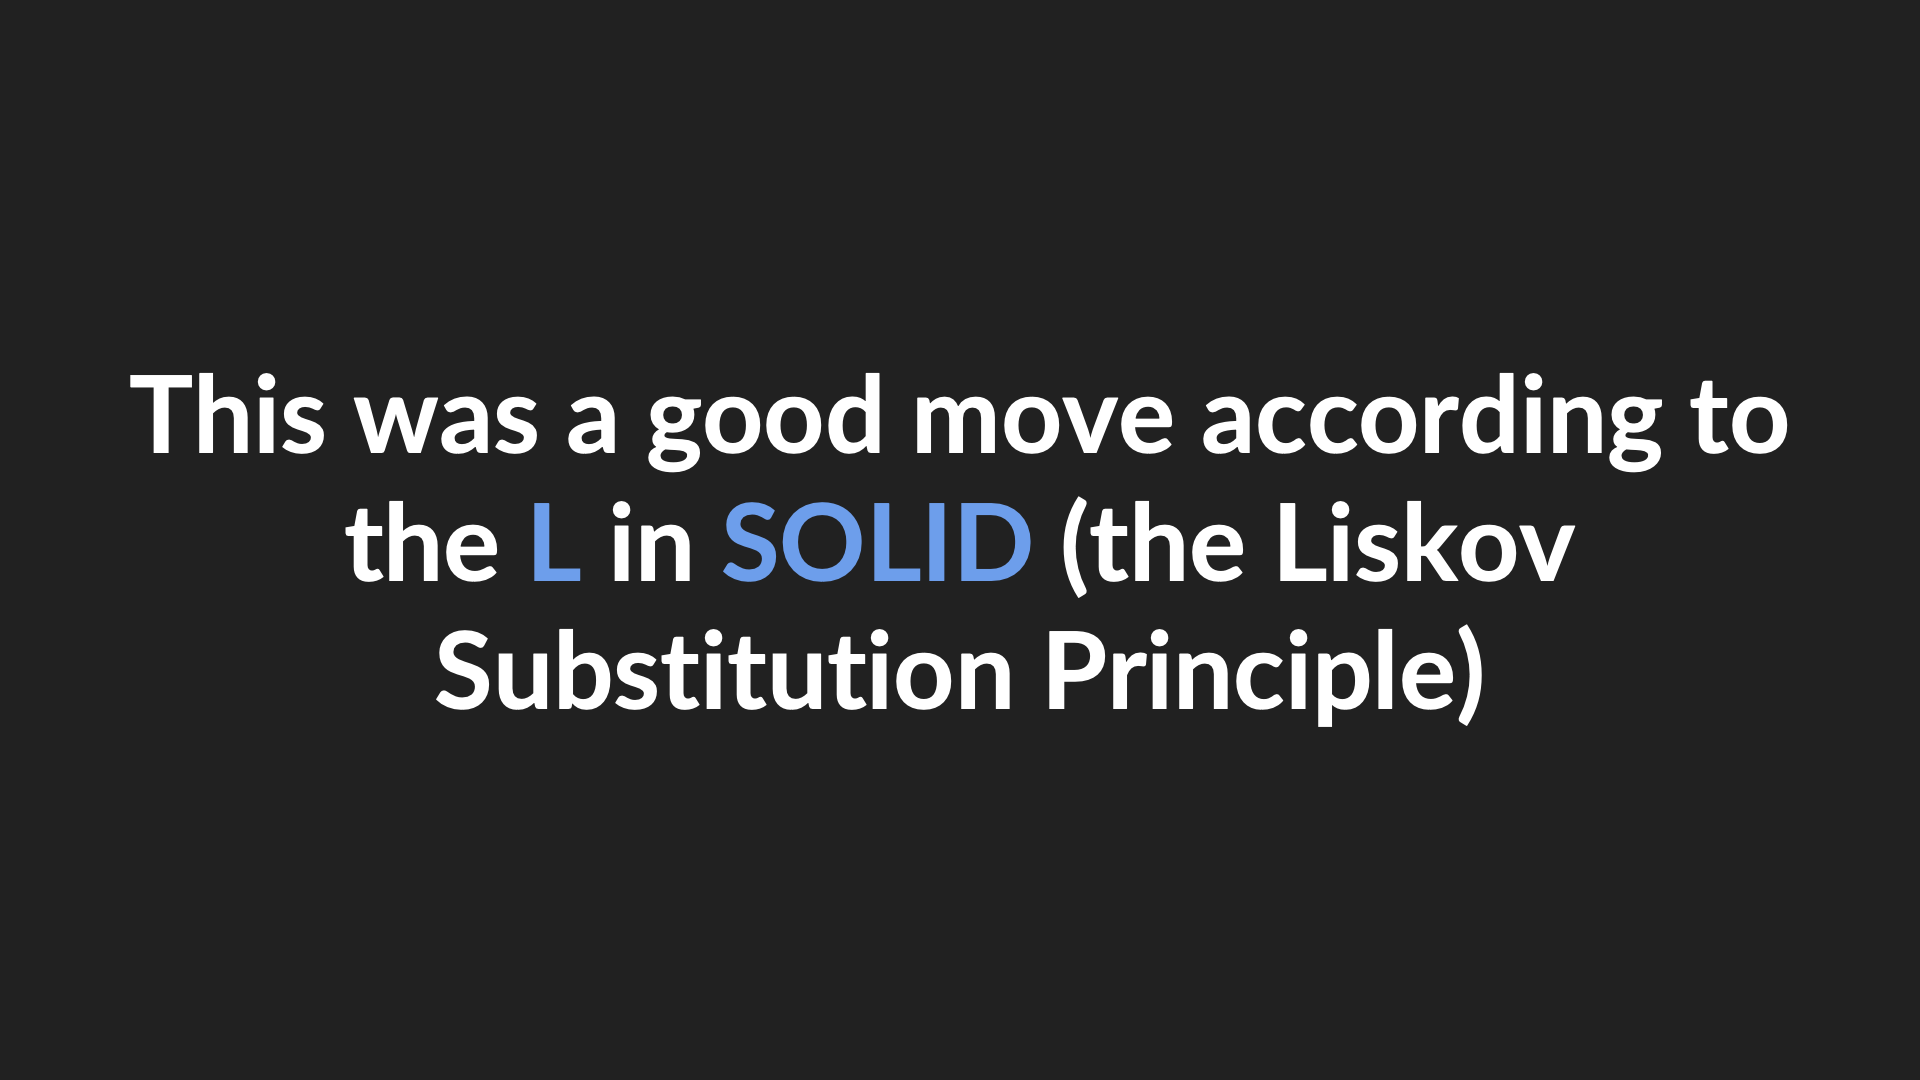 This was a good move according to
the L in SOLID (the Liskov
Substitution Principle)